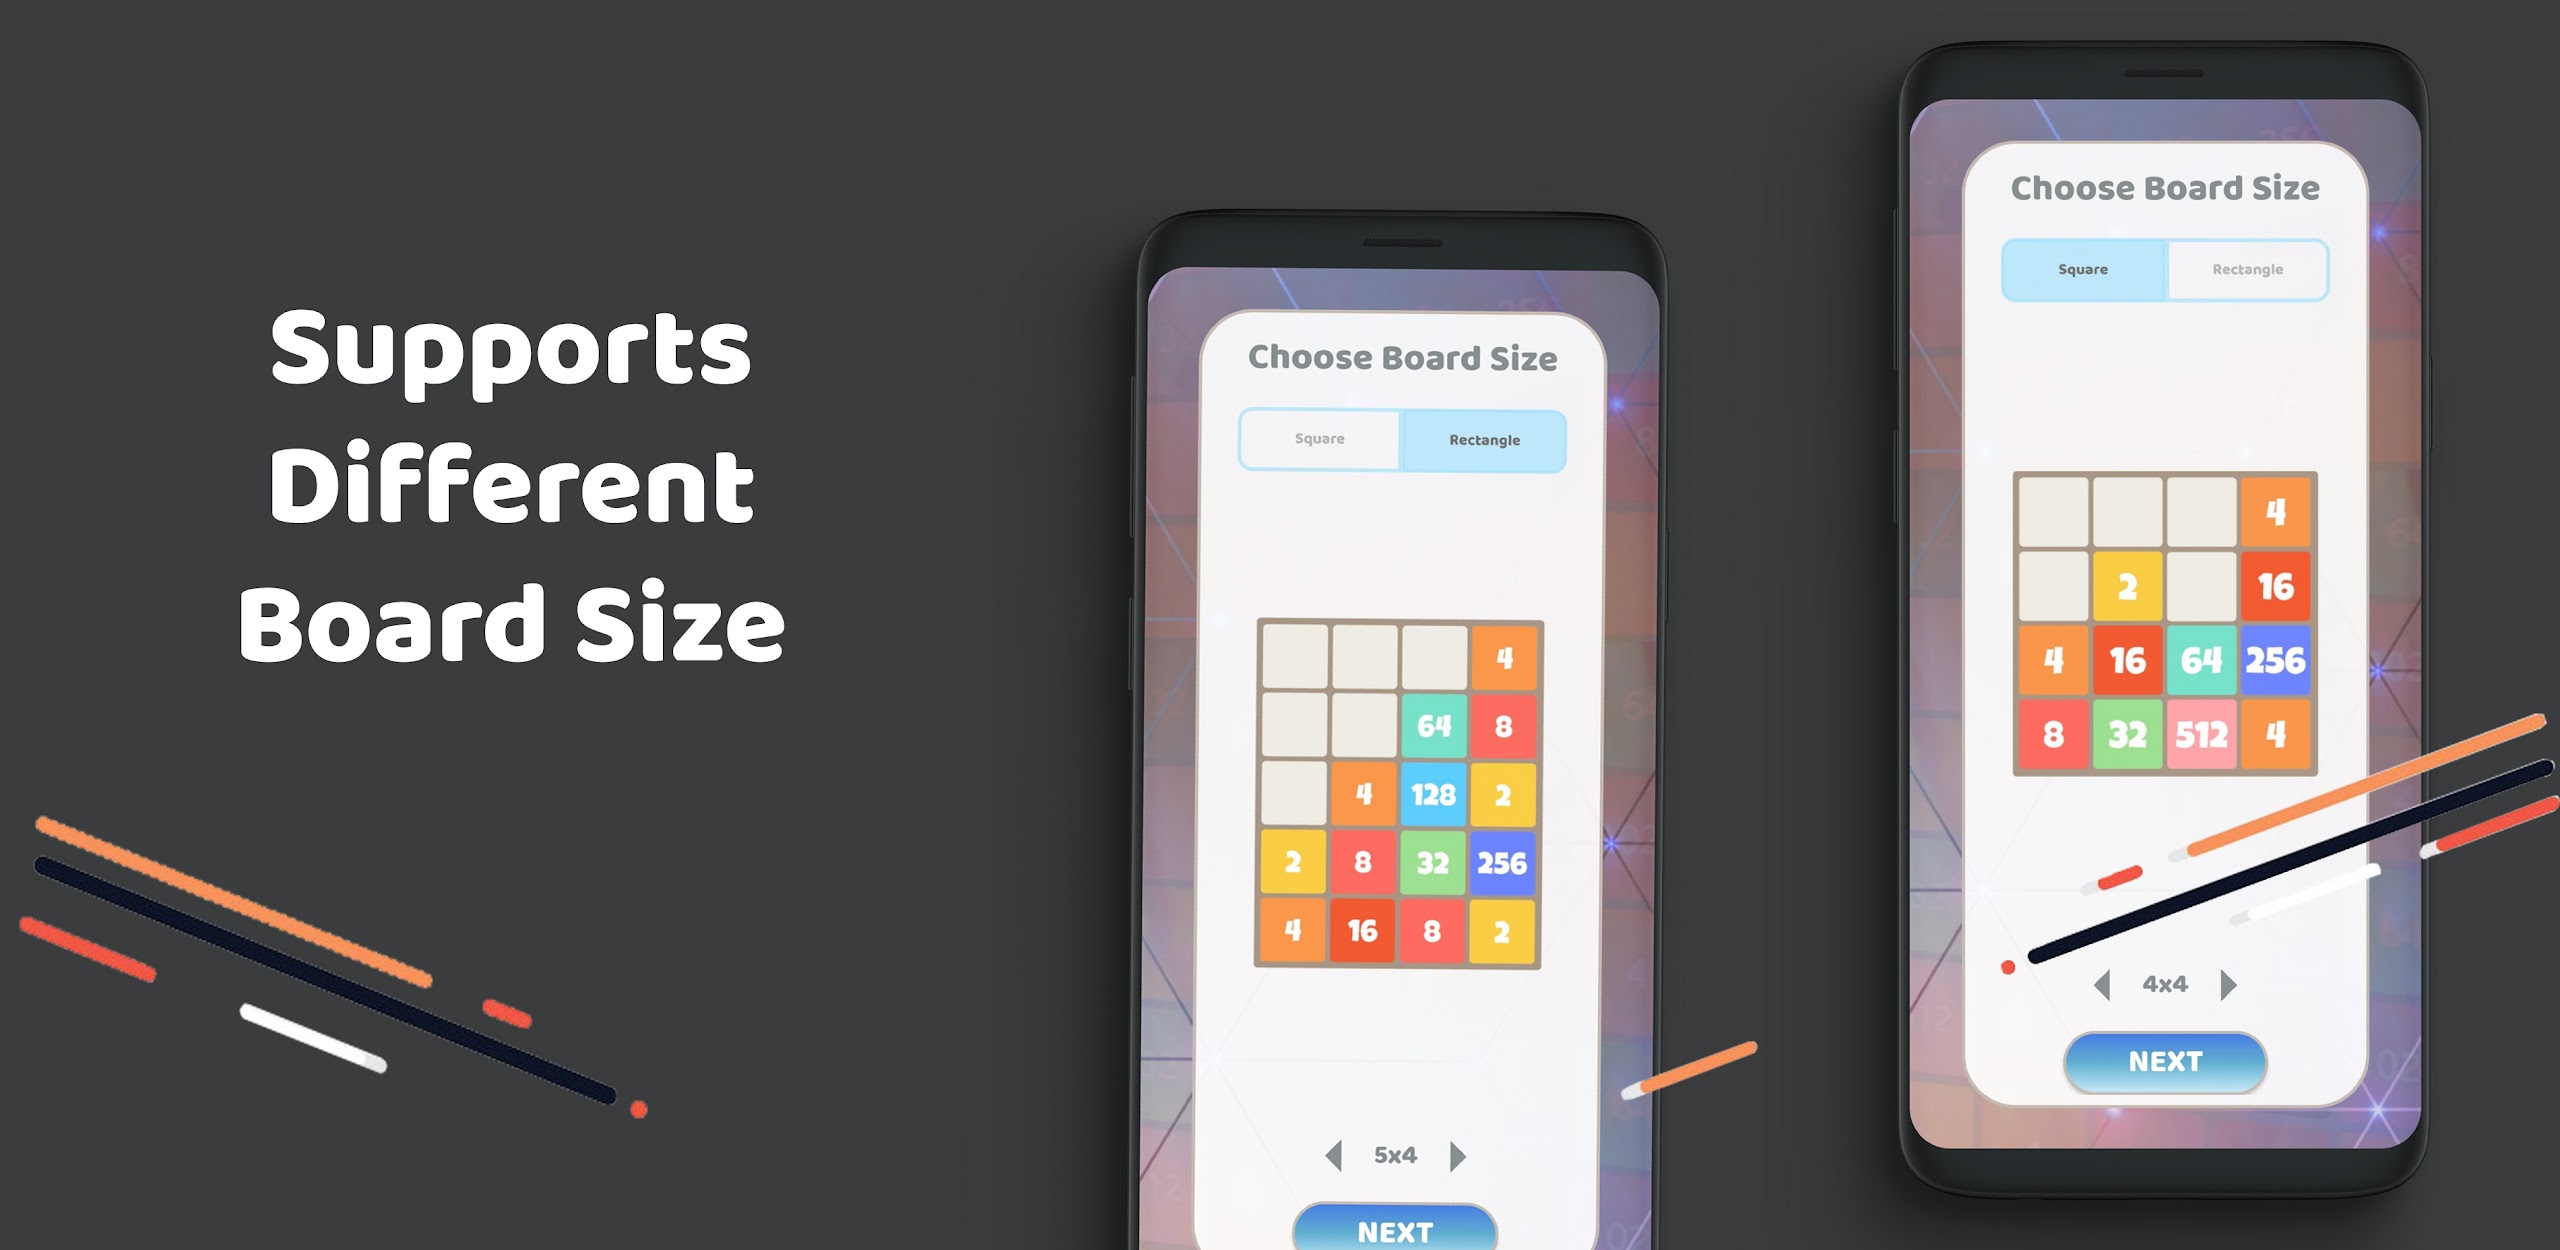 Supports
Different
Board Size
Choose Board Size
Square Rectangle
4
64 8
4 128 2
2 8 32 256
4 16 8 2
5x4
NEXT
Choose Board Size
Square Rectangle
4
2 16
4 16 64 256
8 32 512 4
4x4
NEXT